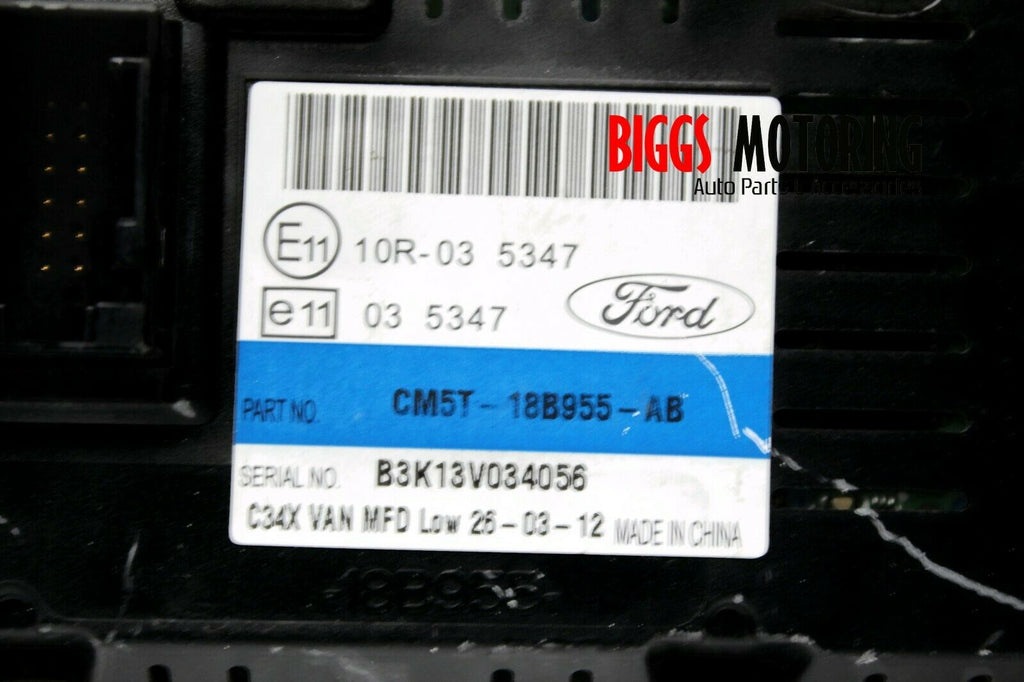 BIGGS MOTORING
Auto Parts & Accessories
E11 10R-03 5347
e11 03 5347
Ford
PART NO. CM5T-18B955-AB
SERIAL NO. B3K13V034056
C34X VAN MFD Low 26-03-12 MADE IN CHINA
-18B955-